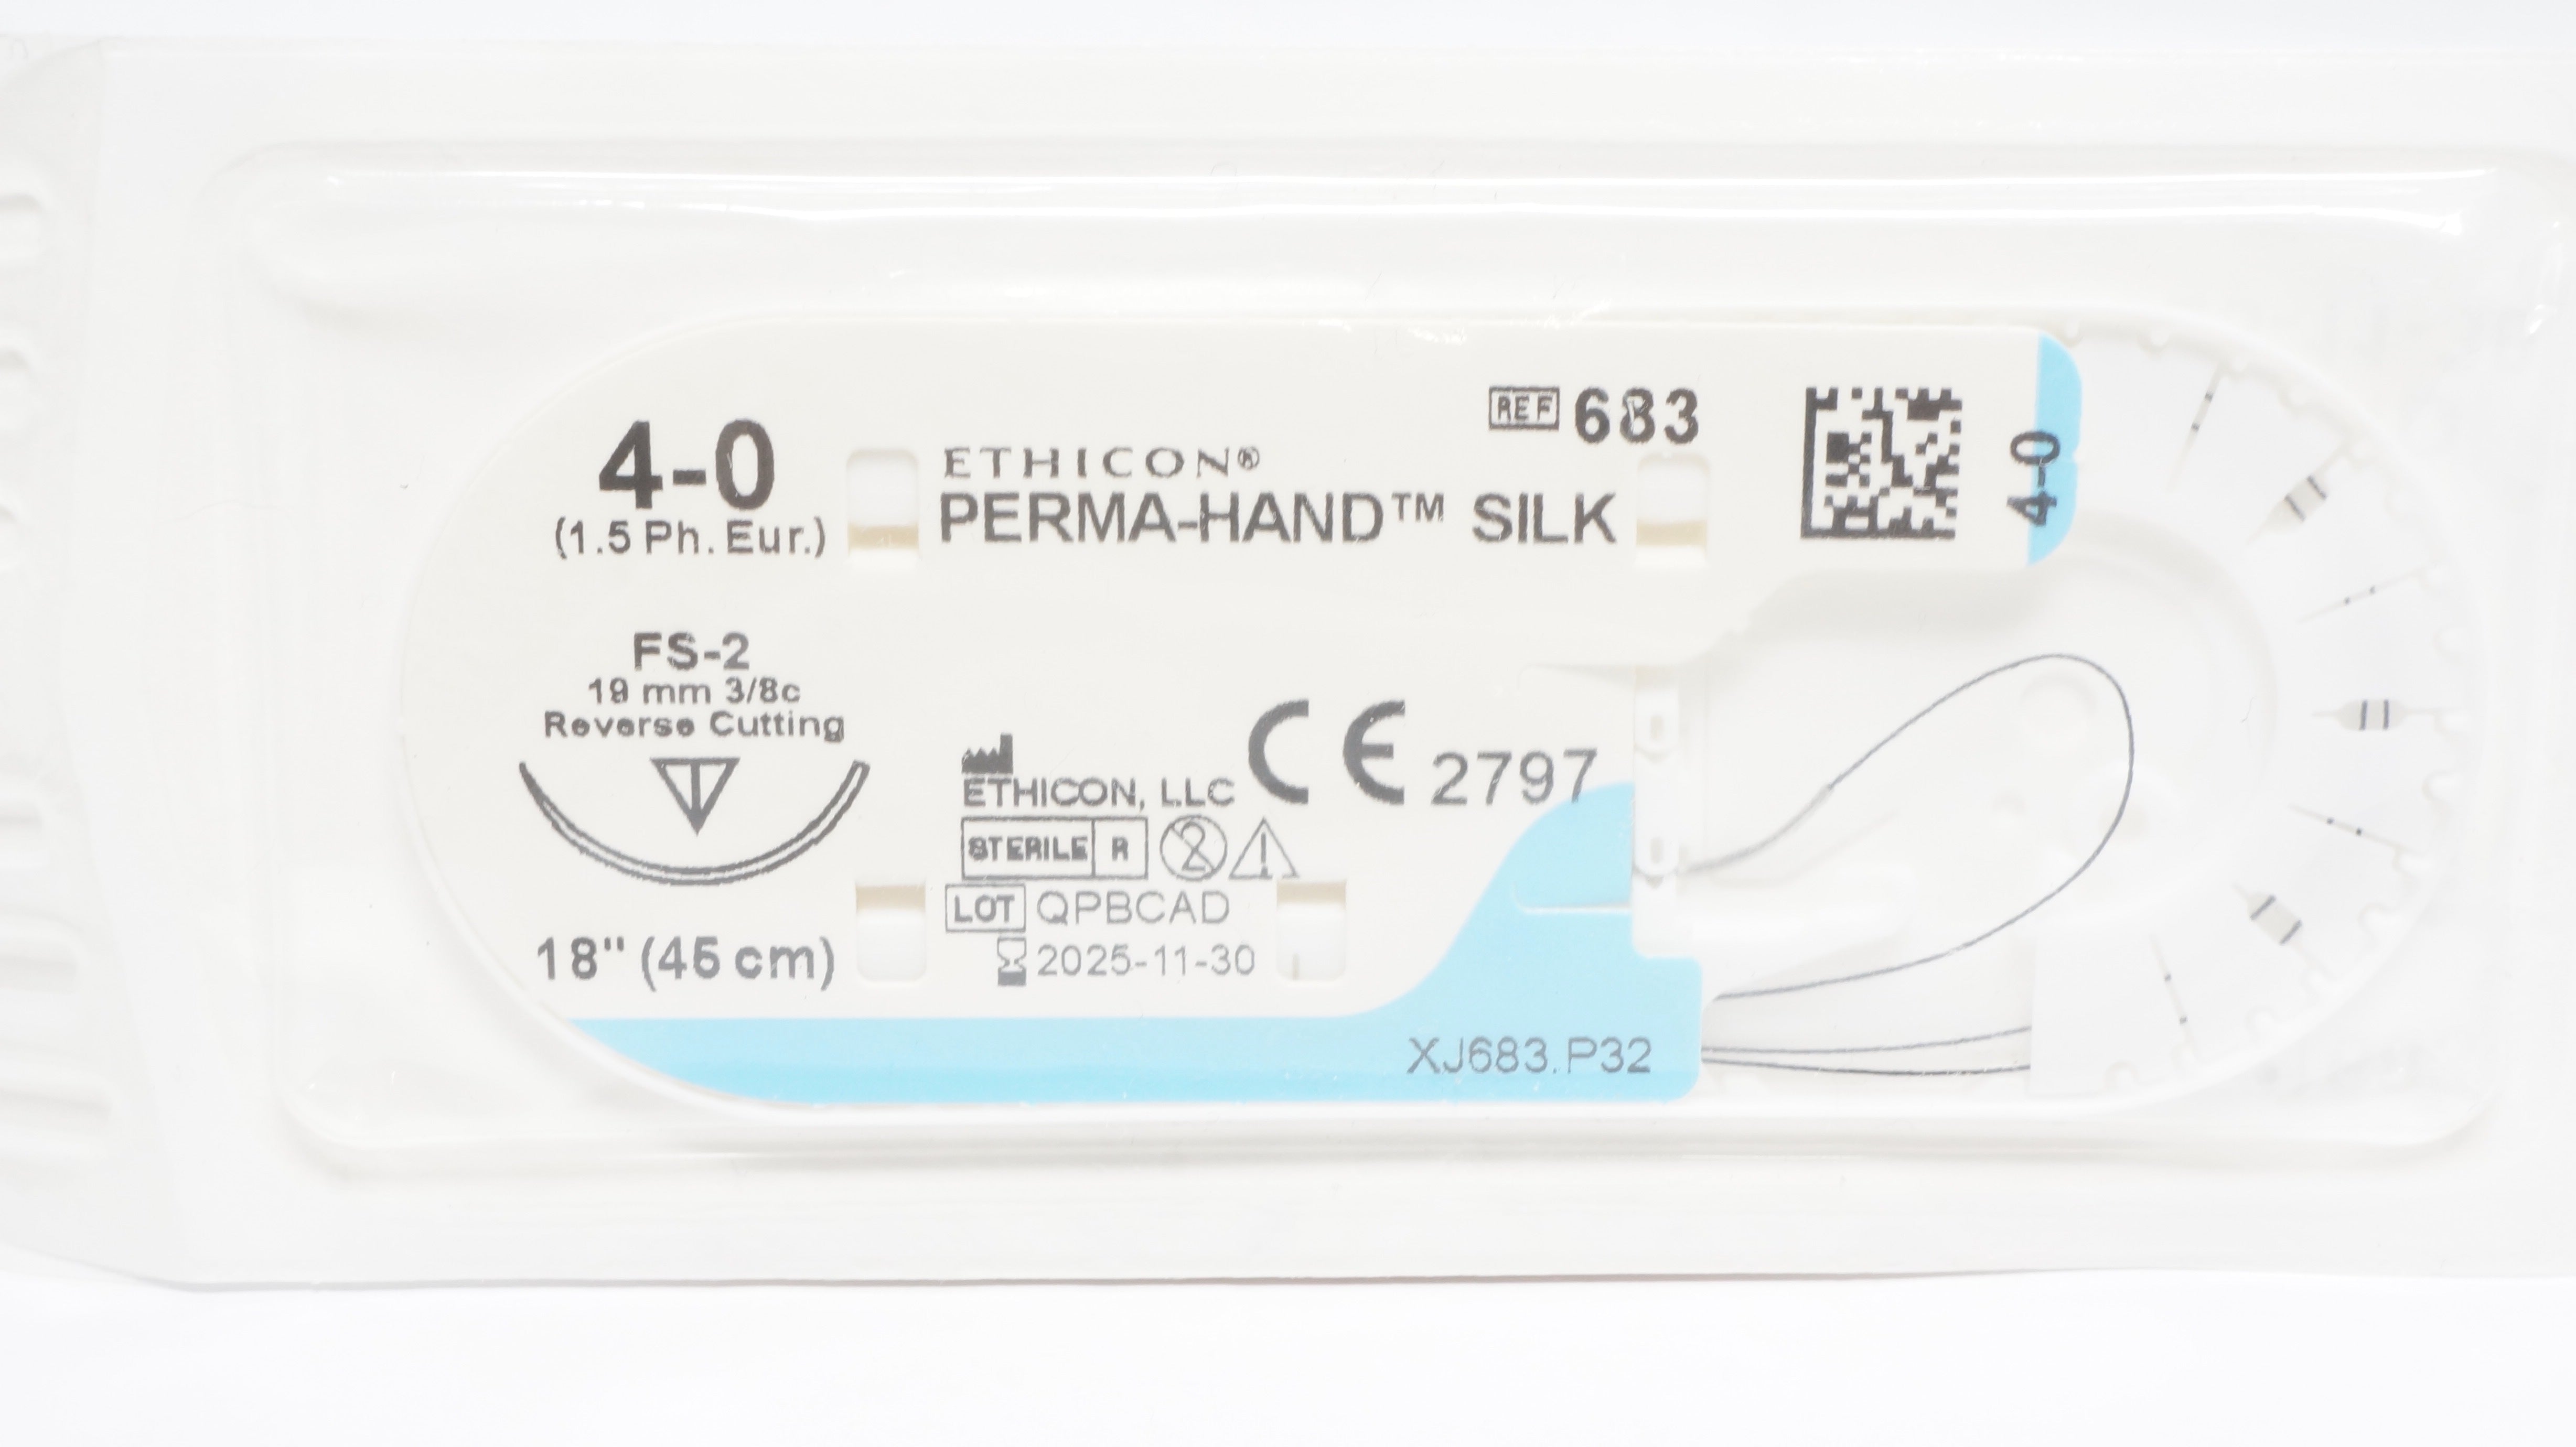 4-0
(1.5 Ph. Eur.)
ETHICON®
PERMA-HAND™ SILK
REF 683
4-0
FS-2
19 mm 3/8c
Reverse Cutting
18" (45 cm)
ETHICON, LLC
CE 2797
STERILE R
2
LOT QPBCAD
2025-11-30
XJ683.P32